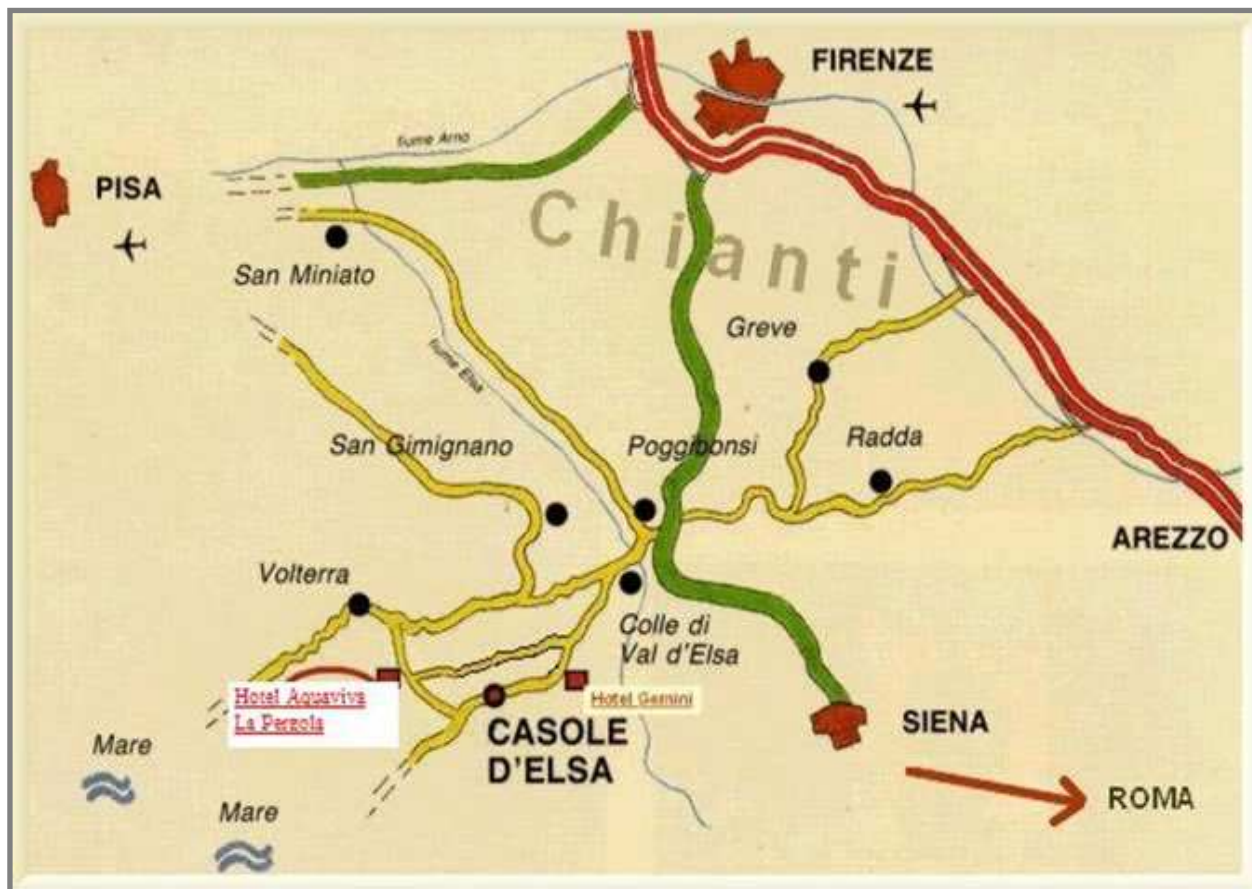 FIRENZE
fiume Arno
PISA
Chianti
San Miniato
Greve
fiume Elsa
San Gimignano
Poggibonsi
Radda
AREZZO
Volterra
Colle di
Val d'Elsa
Hotel Aquaviva
La Perzola
Hotel Gemini
CASOLE
D'ELSA
SIENA
Mare
ROMA
Mare